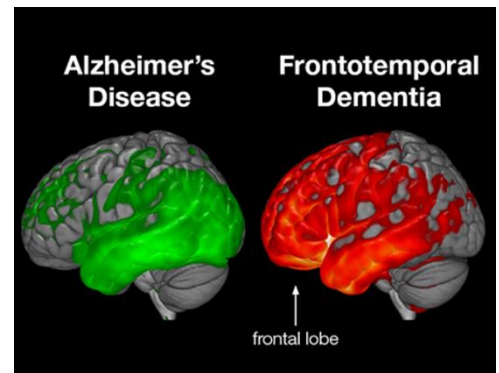 Alzheimer's
Disease
Frontotemporal
Dementia
frontal lobe